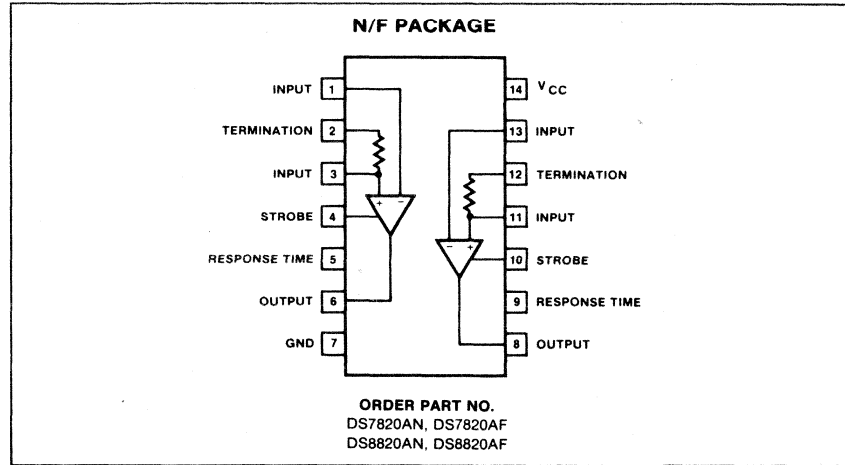 N/F PACKAGE
INPUT 1
TERMINATION 2
INPUT 3
STROBE 4
RESPONSE TIME 5
OUTPUT 6
GND 7
14 VCC
13 INPUT
12 TERMINATION
11 INPUT
10 STROBE
9 RESPONSE TIME
8 OUTPUT
+ −
− +
ORDER PART NO.
DS7820AN, DS7820AF
DS8820AN, DS8820AF